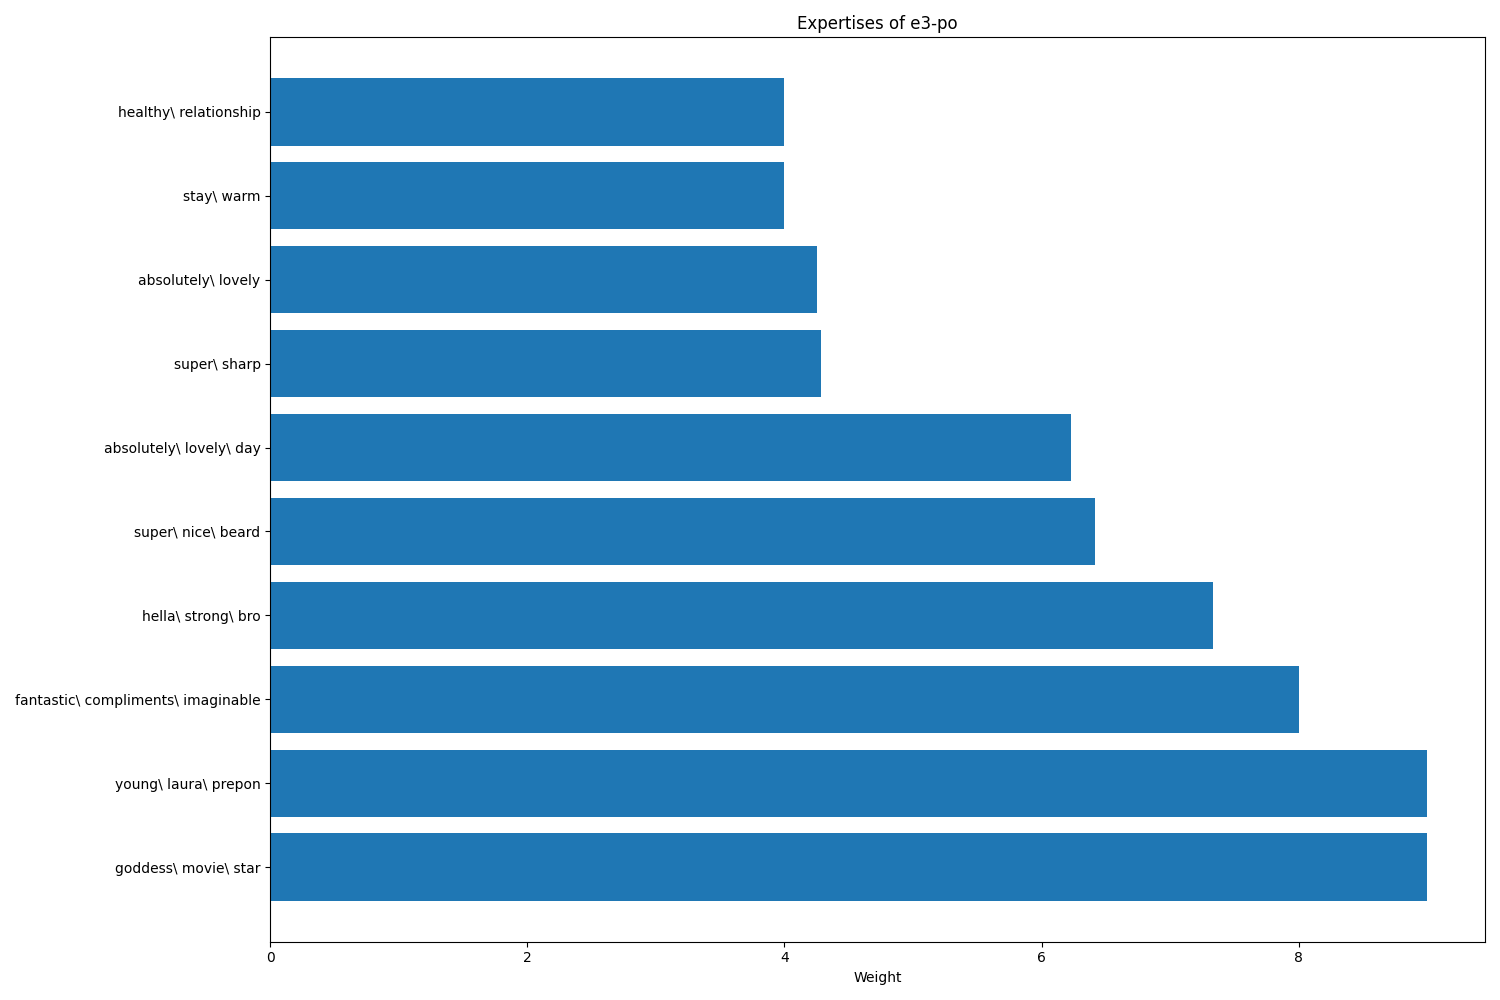 Expertises of e3-po
healthy\ relationship
stay\ warm
absolutely\ lovely
super\ sharp
absolutely\ lovely\ day
super\ nice\ beard
hella\ strong\ bro
fantastic\ compliments\ imaginable
young\ laura\ prepon
goddess\ movie\ star
0 2 4 6 8
Weight